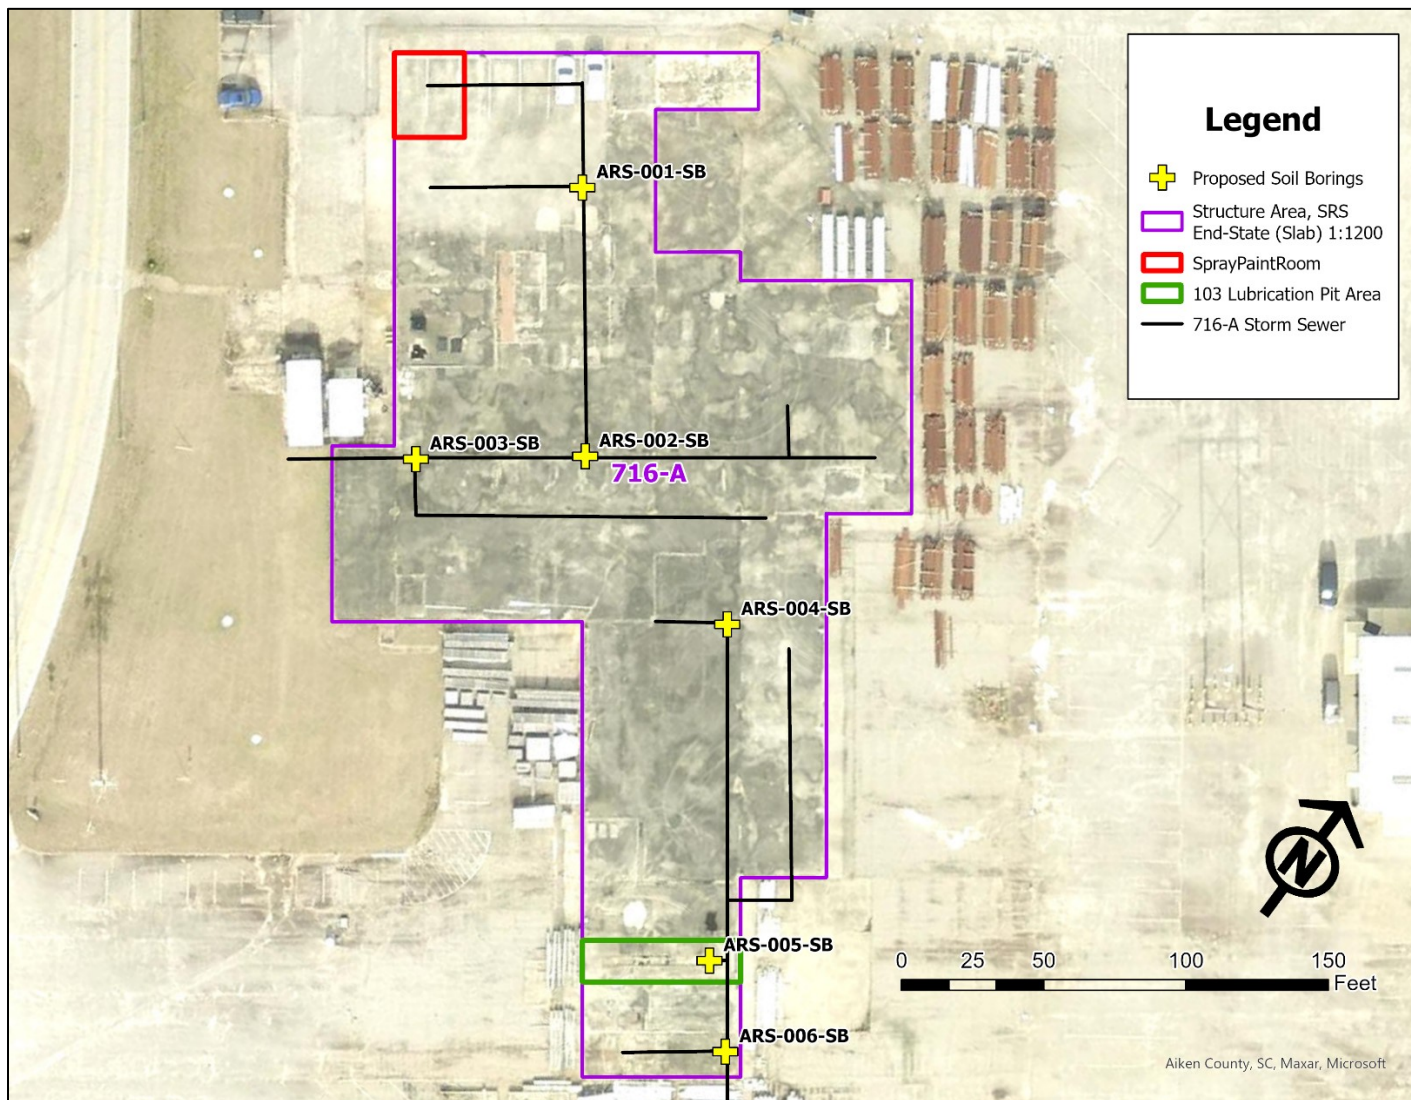 Legend
Proposed Soil Borings
Structure Area, SRS
End-State (Slab) 1:1200
SprayPaintRoom
103 Lubrication Pit Area
716-A Storm Sewer
ARS-001-SB
ARS-003-SB
ARS-002-SB
716-A
ARS-004-SB
ARS-005-SB
ARS-006-SB
N
0 25 50 100 150
Feet
Aiken County, SC, Maxar, Microsoft